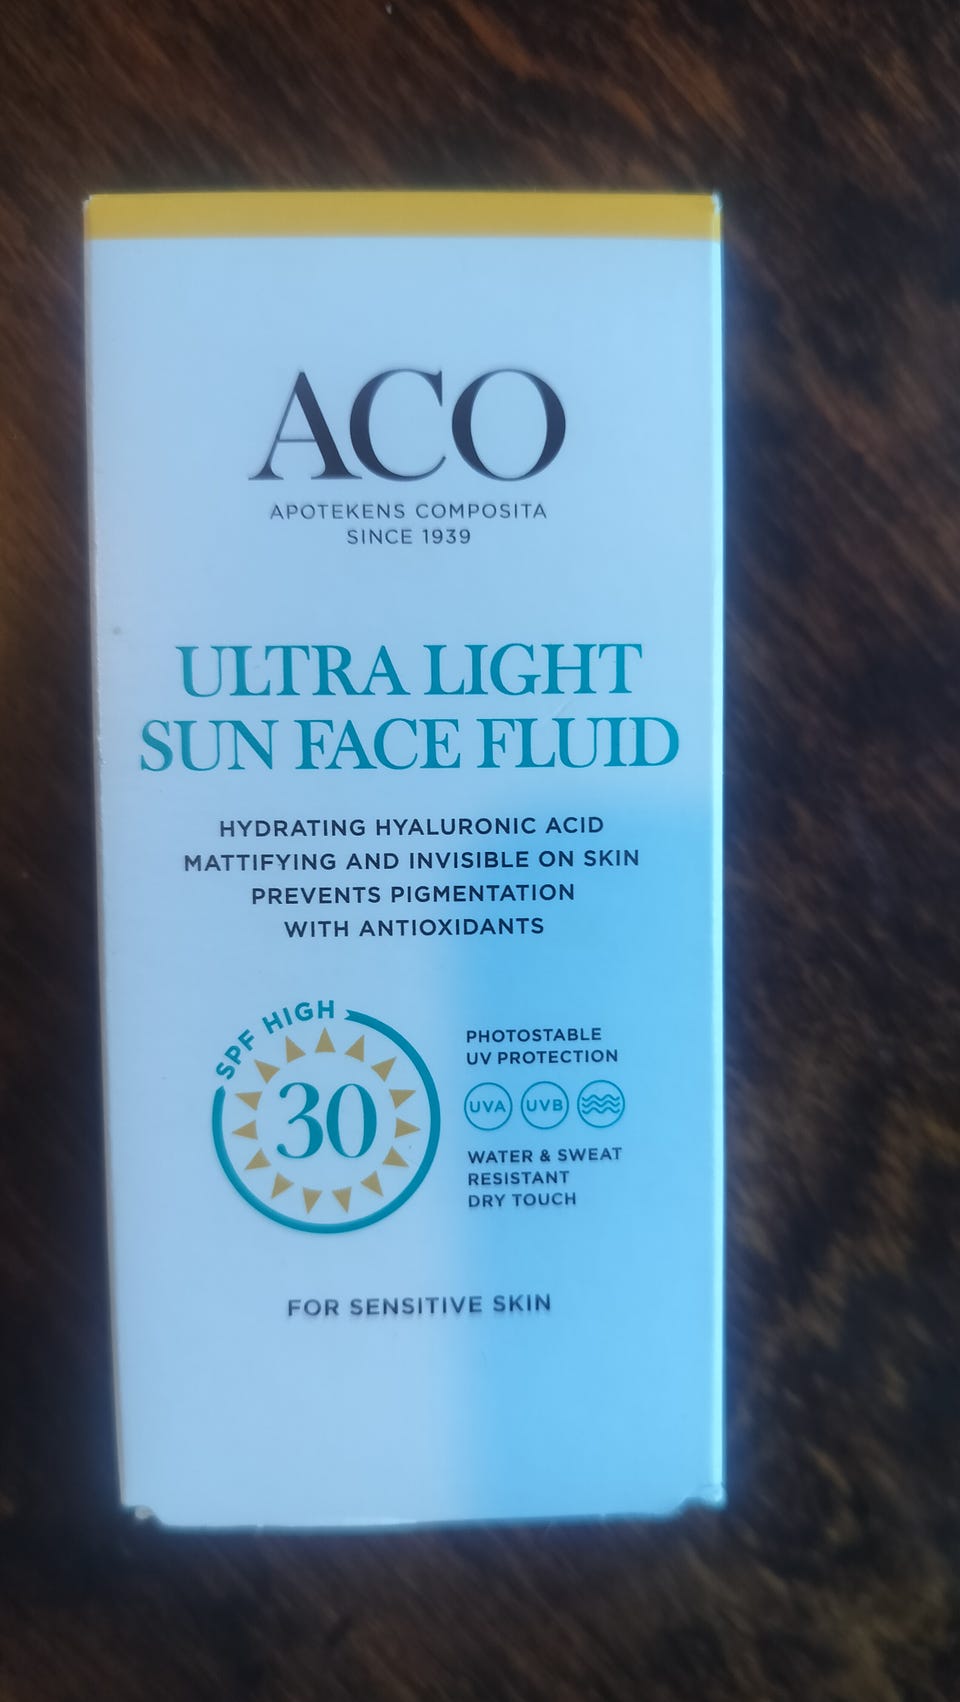 ACO
APOTEKENS COMPOSITA
SINCE 1939
ULTRA LIGHT
SUN FACE FLUID
HYDRATING HYALURONIC ACID
MATTIFYING AND INVISIBLE ON SKIN
PREVENTS PIGMENTATION
WITH ANTIOXIDANTS
SPF HIGH
30
PHOTOSTABLE
UV PROTECTION
UVA UVB
WATER & SWEAT
RESISTANT
DRY TOUCH
FOR SENSITIVE SKIN